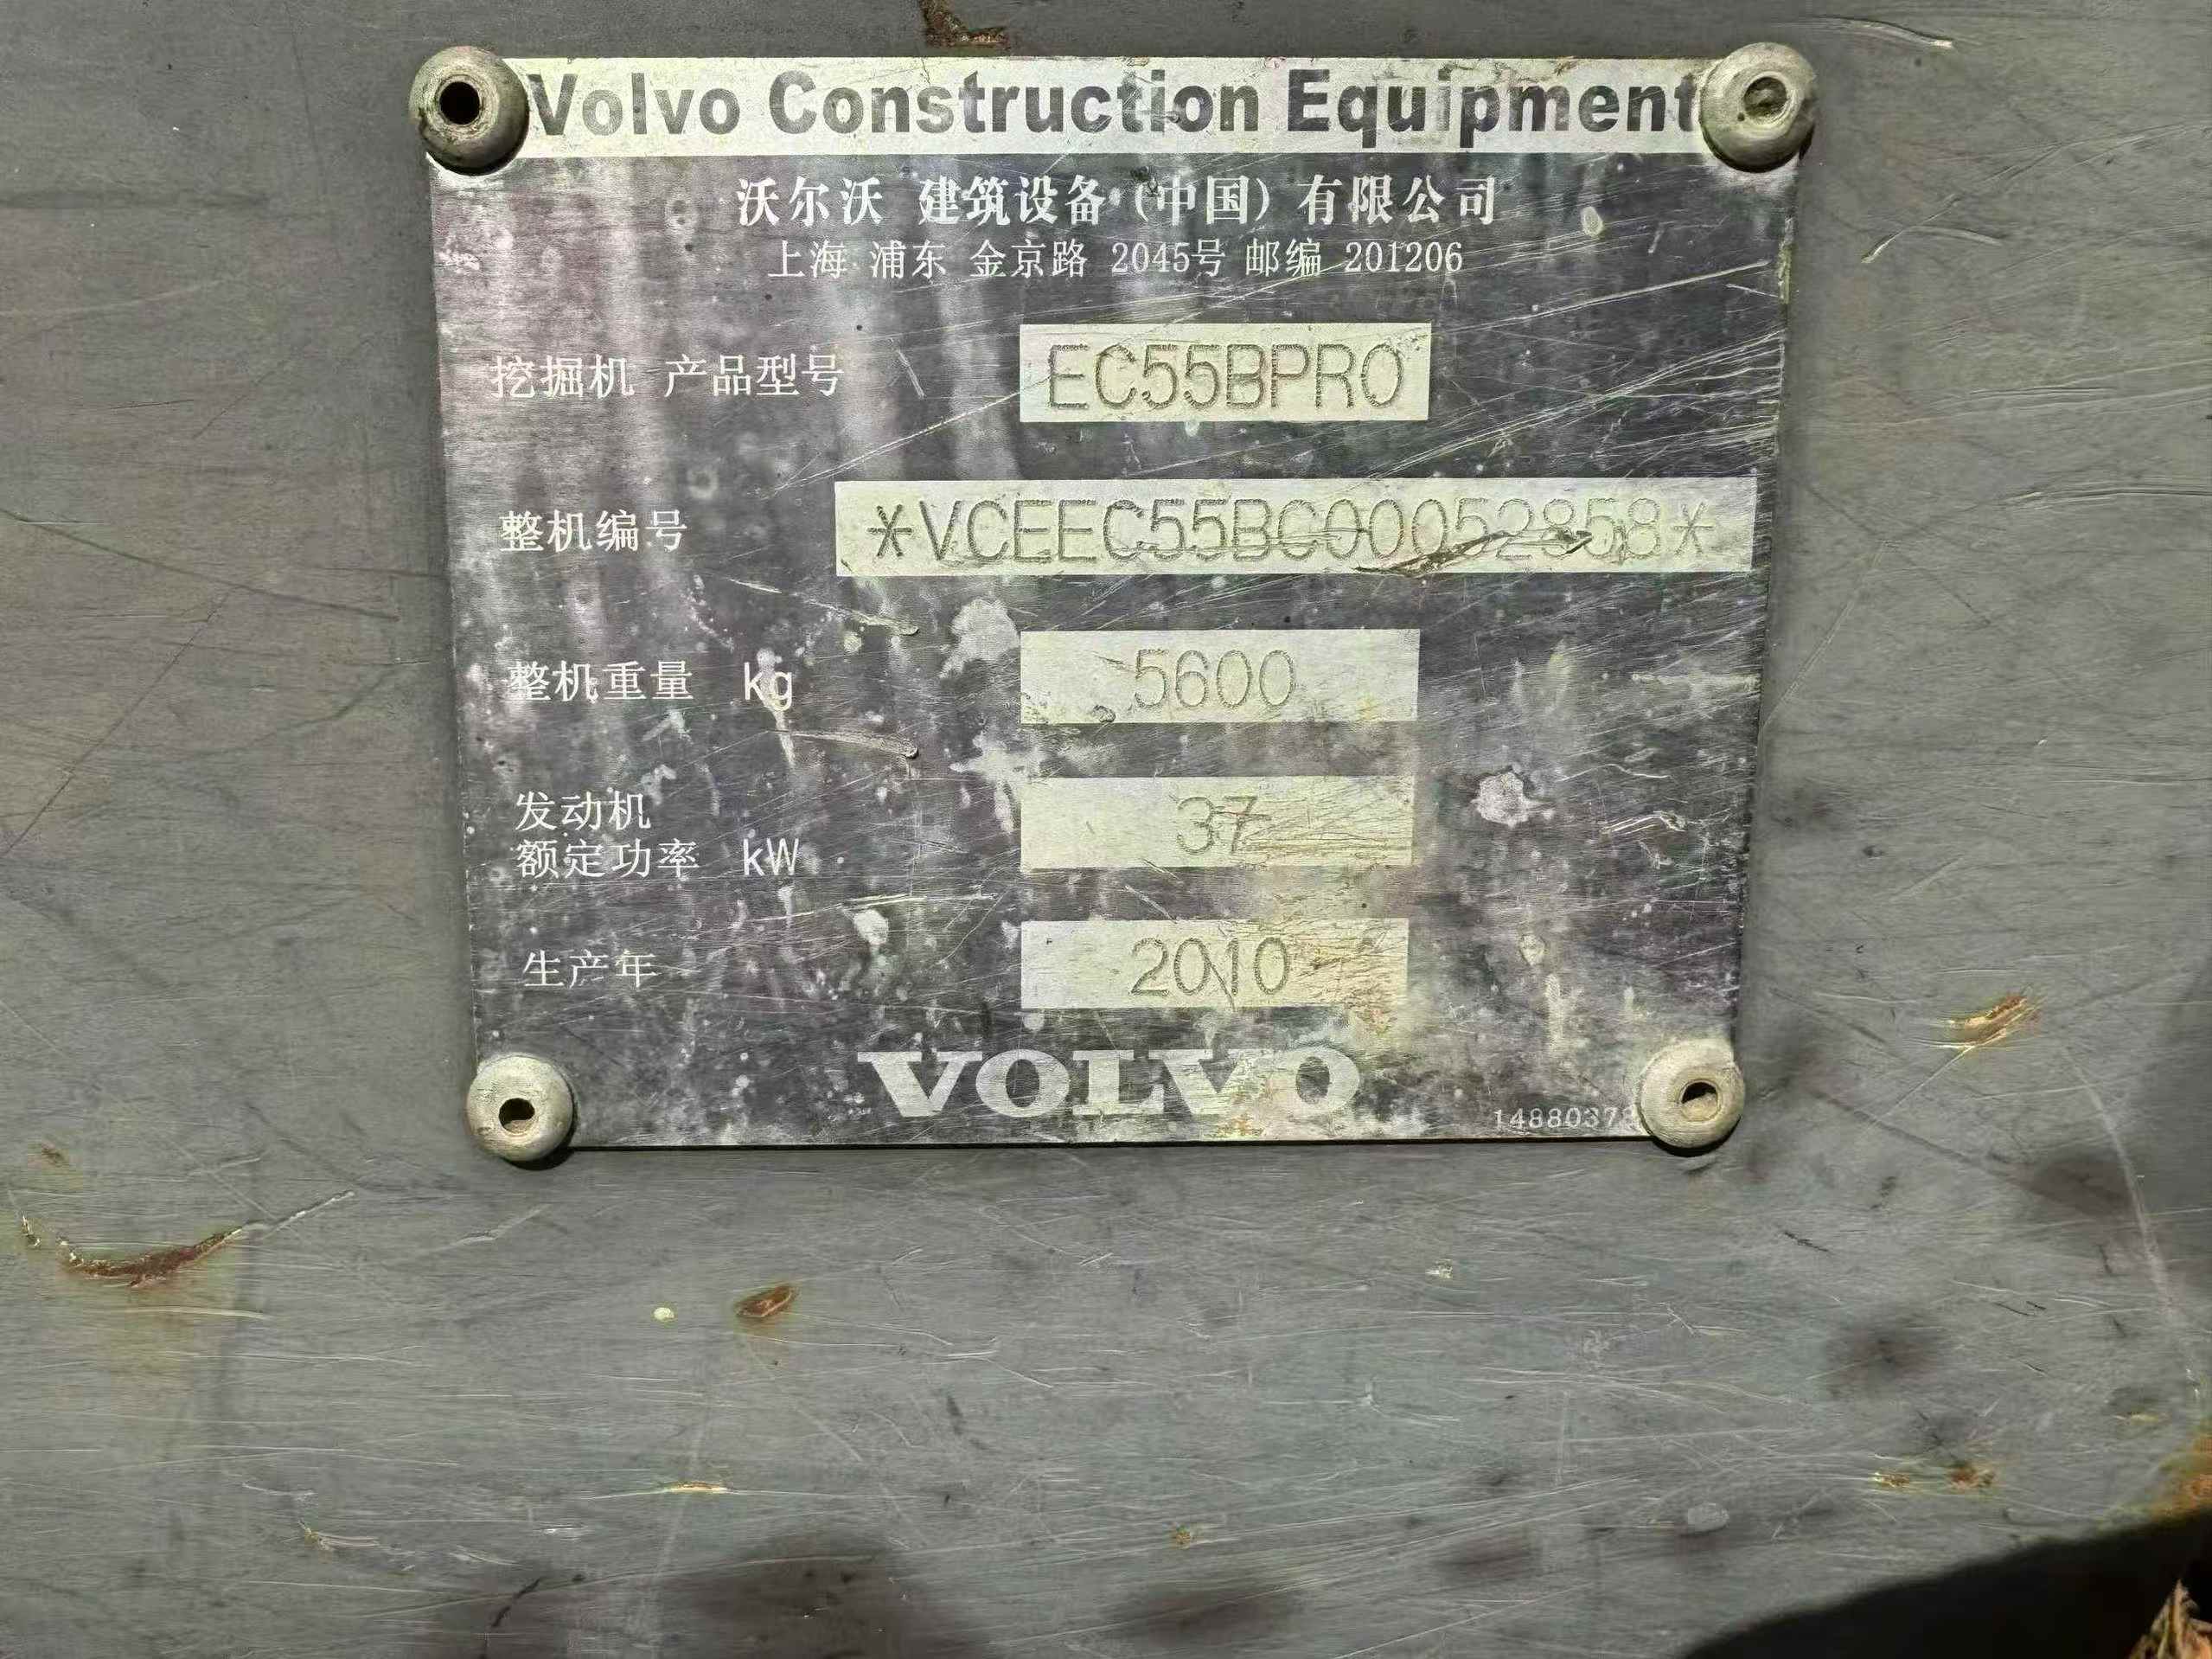 Volvo Construction Equipment
沃尔沃 建筑设备 (中国) 有限公司
上海 浦东 金京路 2045号 邮编 201206
挖掘机 产品型号 EC55BPRO
整机编号 *VCEEC55BC00052858*
整机重量 kg 5600
发动机
额定功率 kW 37
生产年 2010
VOLVO